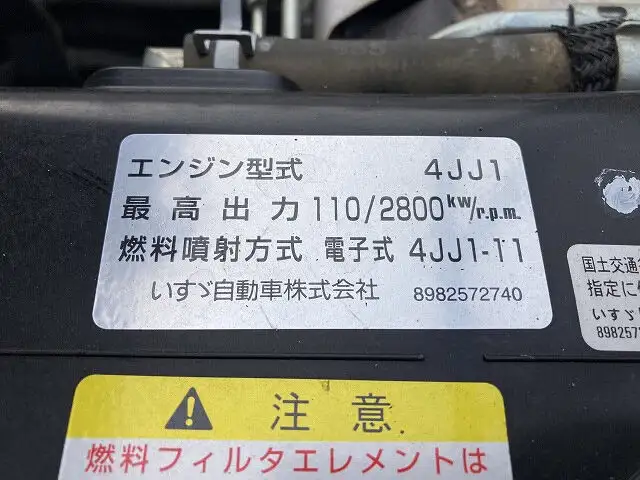 エンジン型式 4JJ1
最高出力 110/2800kW/r.p.m.
燃料噴射方式 電子式 4JJ1-11
いすゞ自動車株式会社 8982572740
国土交通
指定に
いすゞ
898257
注意
燃料フィルタエレメントは